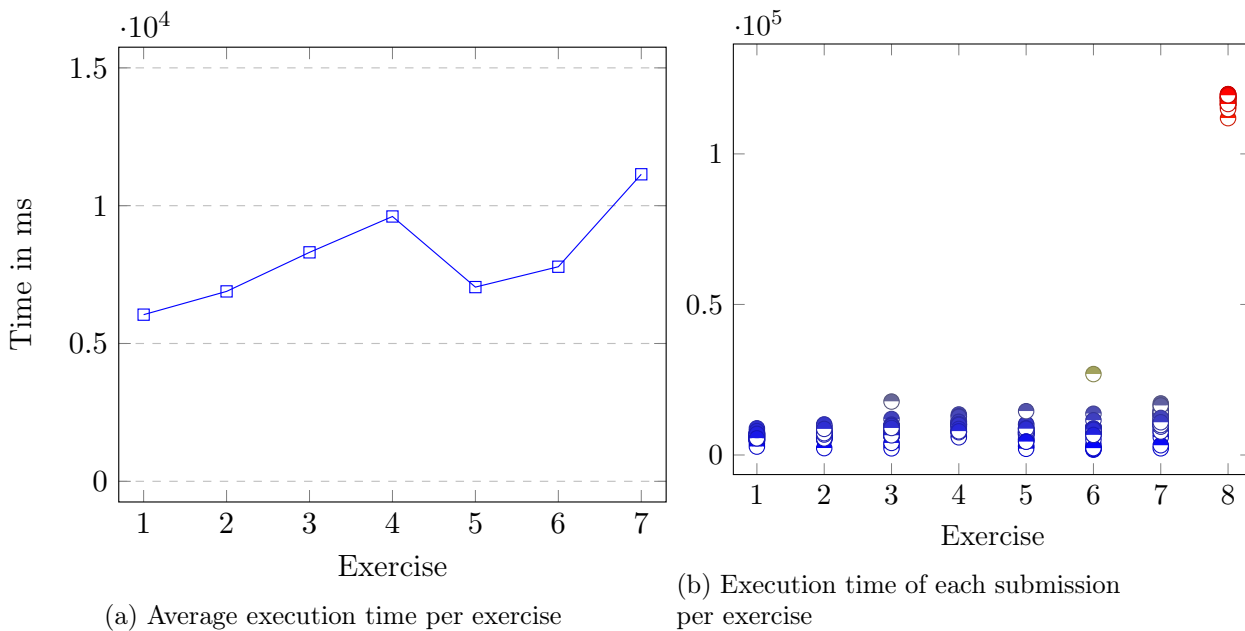 ·10^4
1.5
1
0.5
0
Time in ms
1 2 3 4 5 6 7
Exercise
(a) Average execution time per exercise
·10^5
1
0.5
0
1 2 3 4 5 6 7 8
Exercise
(b) Execution time of each submission
per exercise